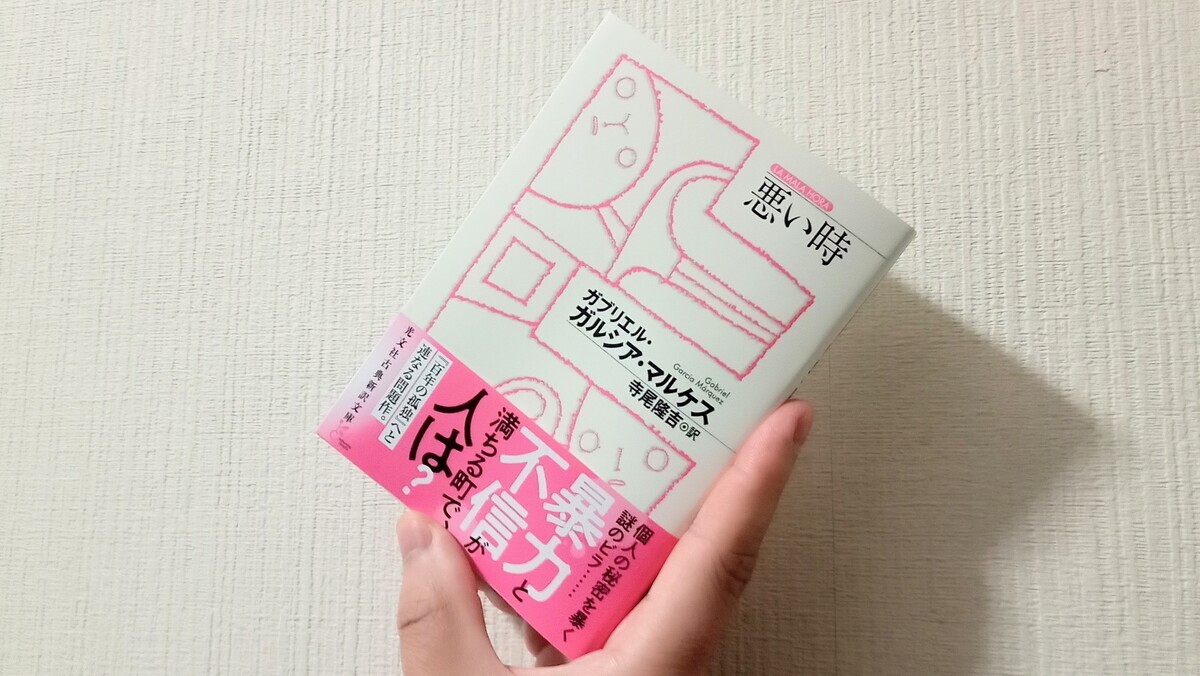 LA MALA HORA
悪い時
ガブリエル・
ガルシア・マルケス
Gabriel
García Márquez
寺尾隆吉◉訳
個人の秘密を暴く
謎のビラ……
暴力と
不信が
満ちる町で、
人は?
『百年の孤独』へと
連なる問題作。
光文社古典新訳文庫